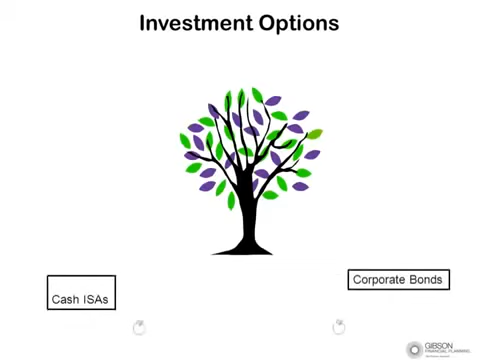 Investment Options
Corporate Bonds
Cash ISAs
GIBSON
FINANCIAL PLANNING